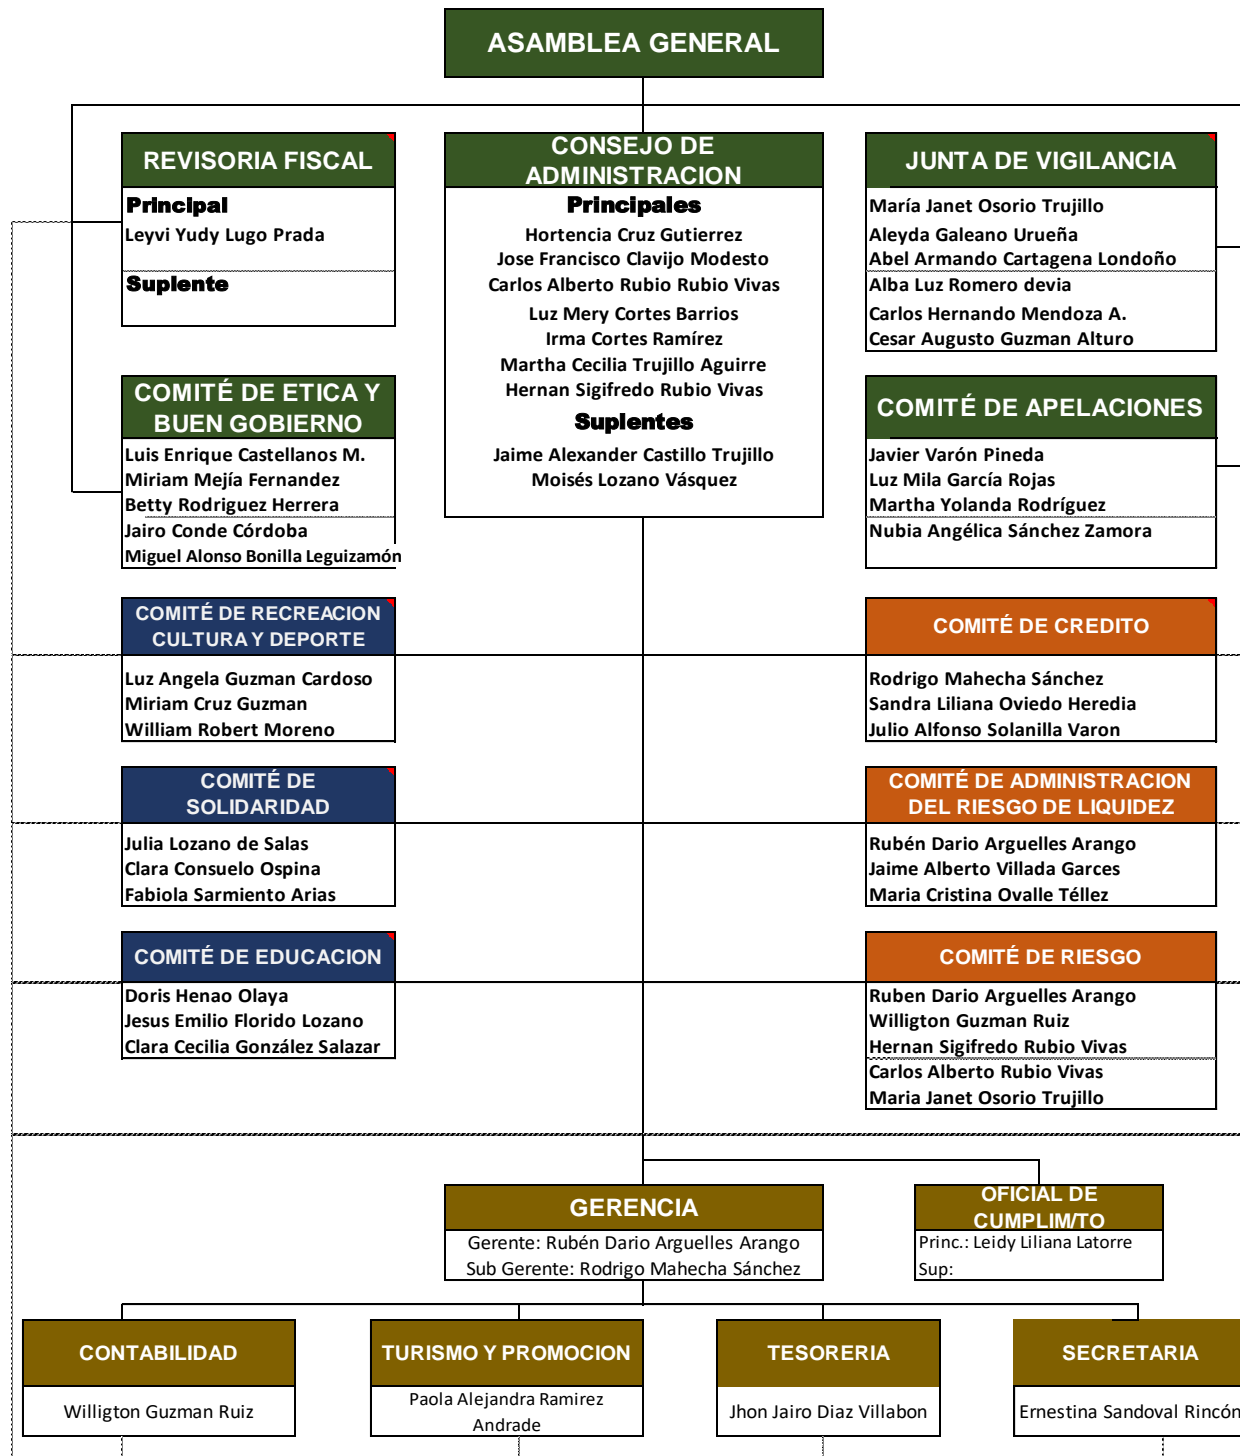 ASAMBLEA GENERAL
REVISORIA FISCAL
Principal
Leyvi Yudy Lugo Prada
Suplente
CONSEJO DE
ADMINISTRACION
Principales
Hortencia Cruz Gutierrez
Jose Francisco Clavijo Modesto
Carlos Alberto Rubio Rubio Vivas
Luz Mery Cortes Barrios
Irma Cortes Ramírez
Martha Cecilia Trujillo Aguirre
Hernan Sigifredo Rubio Vivas
Suplentes
Jaime Alexander Castillo Trujillo
Moisés Lozano Vásquez
JUNTA DE VIGILANCIA
María Janet Osorio Trujillo
Aleyda Galeano Urueña
Abel Armando Cartagena Londoño
Alba Luz Romero devia
Carlos Hernando Mendoza A.
Cesar Augusto Guzman Alturo
COMITÉ DE ETICA Y
BUEN GOBIERNO
Luis Enrique Castellanos M.
Miriam Mejía Fernandez
Betty Rodriguez Herrera
Jairo Conde Córdoba
Miguel Alonso Bonilla Leguizamón
COMITÉ DE APELACIONES
Javier Varón Pineda
Luz Mila García Rojas
Martha Yolanda Rodríguez
Nubia Angélica Sánchez Zamora
COMITÉ DE RECREACION
CULTURA Y DEPORTE
Luz Angela Guzman Cardoso
Miriam Cruz Guzman
William Robert Moreno
COMITÉ DE CREDITO
Rodrigo Mahecha Sánchez
Sandra Liliana Oviedo Heredia
Julio Alfonso Solanilla Varon
COMITÉ DE
SOLIDARIDAD
Julia Lozano de Salas
Clara Consuelo Ospina
Fabiola Sarmiento Arias
COMITÉ DE ADMINISTRACION
DEL RIESGO DE LIQUIDEZ
Rubén Dario Arguelles Arango
Jaime Alberto Villada Garces
Maria Cristina Ovalle Téllez
COMITÉ DE EDUCACION
Doris Henao Olaya
Jesus Emilio Florido Lozano
Clara Cecilia González Salazar
COMITÉ DE RIESGO
Ruben Dario Arguelles Arango
Willigton Guzman Ruiz
Hernan Sigifredo Rubio Vivas
Carlos Alberto Rubio Vivas
Maria Janet Osorio Trujillo
GERENCIA
Gerente: Rubén Dario Arguelles Arango
Sub Gerente: Rodrigo Mahecha Sánchez
OFICIAL DE
CUMPLIM/TO
Princ.: Leidy Liliana Latorre
Sup:
CONTABILIDAD
Willigton Guzman Ruiz
TURISMO Y PROMOCION
Paola Alejandra Ramirez
Andrade
TESORERIA
Jhon Jairo Diaz Villabon
SECRETARIA
Ernestina Sandoval Rincón